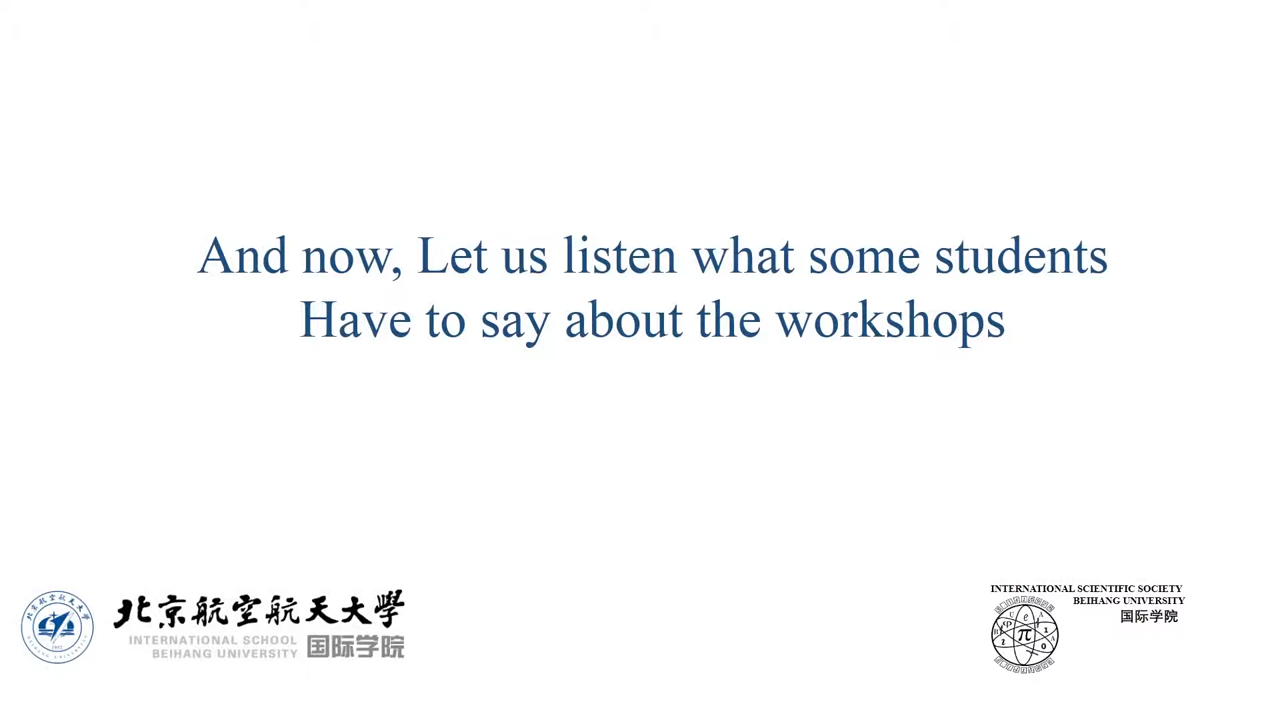 And now, Let us listen what some students
Have to say about the workshops
北京航空航天大學
INTERNATIONAL SCHOOL
BEIHANG UNIVERSITY
国际学院
INTERNATIONAL SCIENTIFIC SOCIETY
BEIHANG UNIVERSITY
国际学院